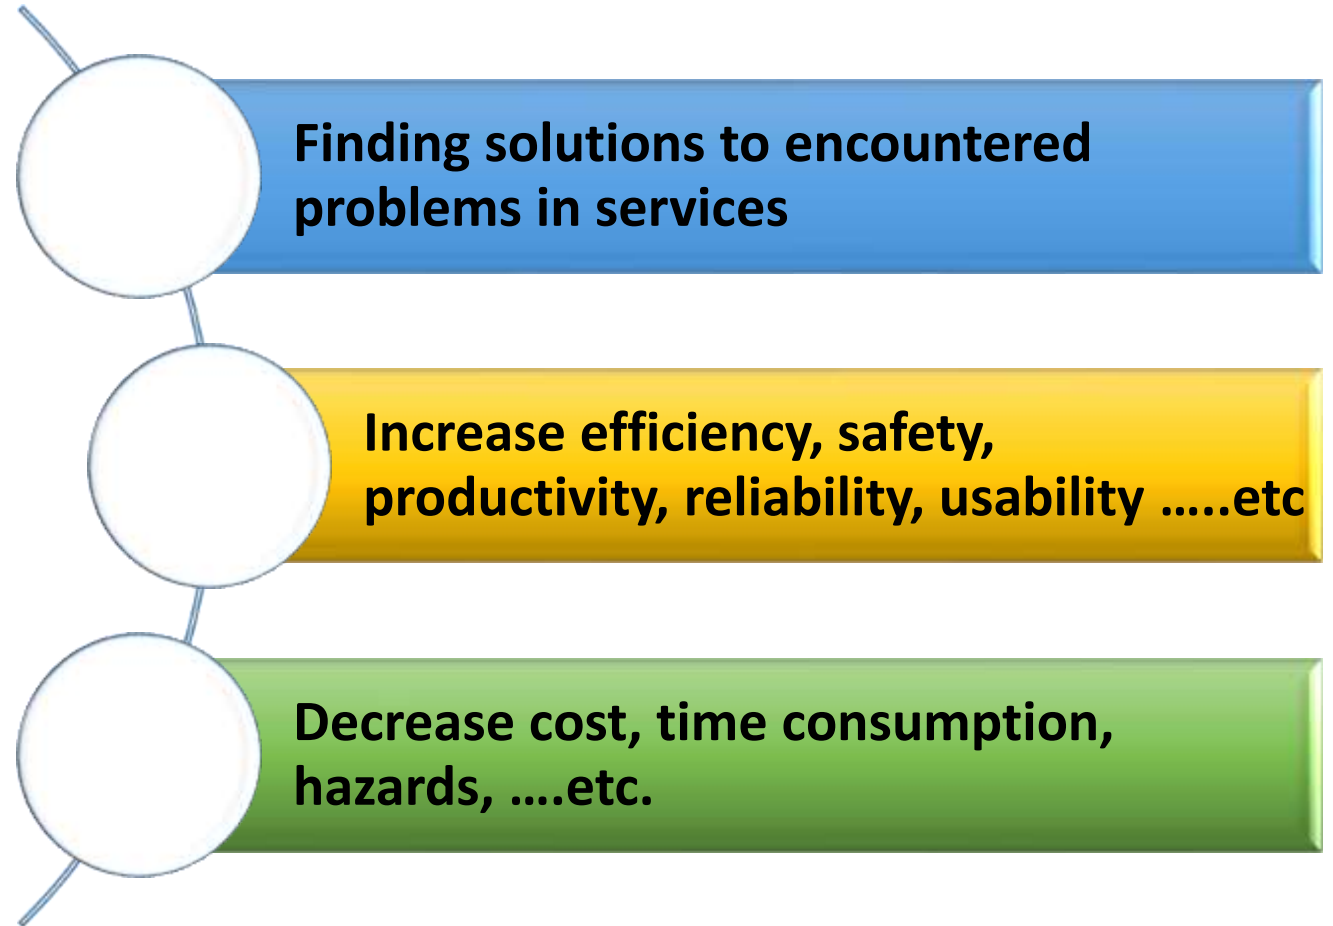 Finding solutions to encountered
problems in services
Increase efficiency, safety,
productivity, reliability, usability …..etc
Decrease cost, time consumption,
hazards, ….etc.